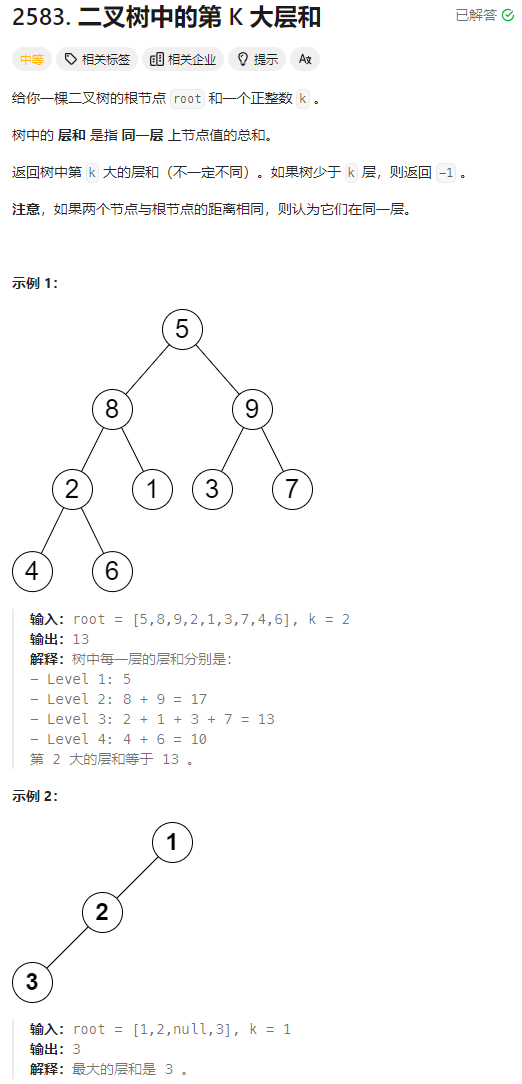 2583. 二叉树中的第 K 大层和
已解答
中等 相关标签 相关企业 提示 Aあ
给你一棵二叉树的根节点 root 和一个正整数 k 。
树中的 层和 是指 同一层 上节点值的总和。
返回树中第 k 大的层和（不一定不同）。如果树少于 k 层，则返回 -1 。
注意，如果两个节点与根节点的距离相同，则认为它们在同一层。
示例 1：
5
8 9
2 1 3 7
4 6
输入：root = [5,8,9,2,1,3,7,4,6], k = 2
输出：13
解释：树中每一层的层和分别是：
- Level 1: 5
- Level 2: 8 + 9 = 17
- Level 3: 2 + 1 + 3 + 7 = 13
- Level 4: 4 + 6 = 10
第 2 大的层和等于 13 。
示例 2：
1
2
3
输入：root = [1,2,null,3], k = 1
输出：3
解释：最大的层和是 3 。